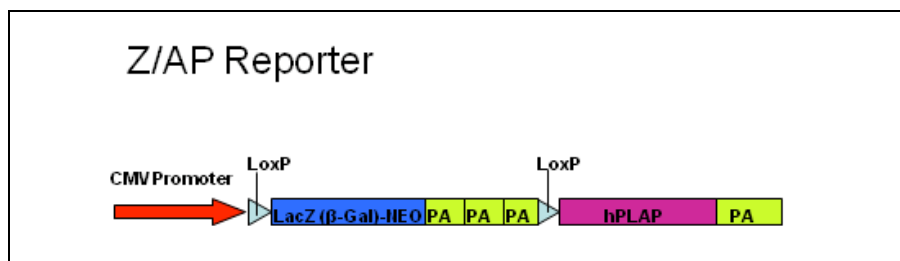 Z/AP Reporter
LoxP LoxP
CMV Promoter
LacZ (β-Gal)-NEO PA PA PA hPLAP PA